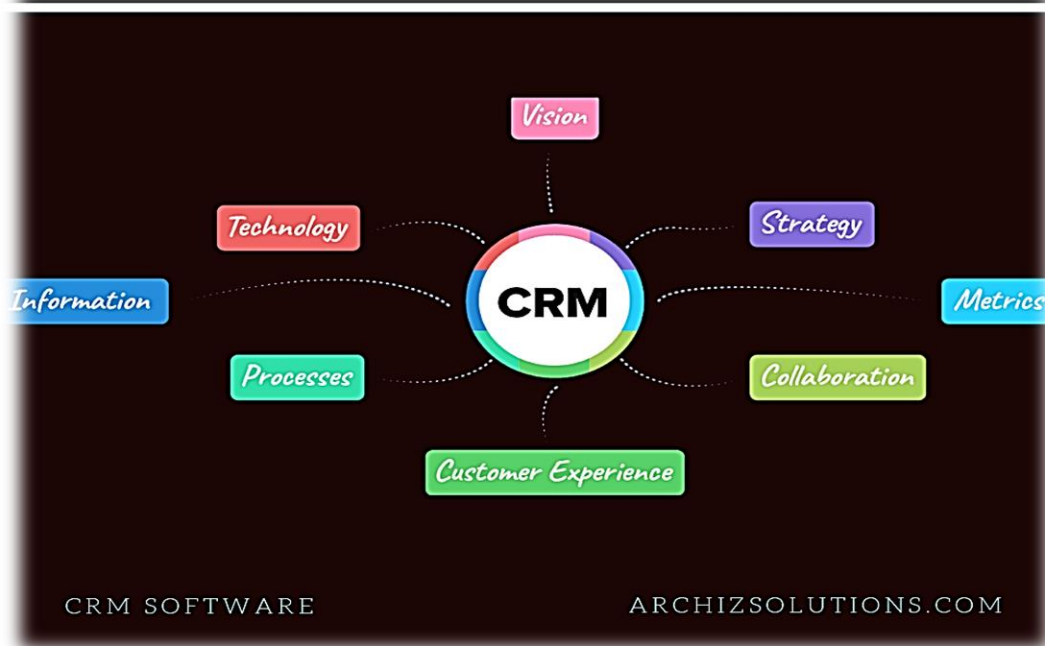 Vision
Technology
Strategy
Information
CRM
Metrics
Processes
Collaboration
Customer Experience
CRM SOFTWARE
ARCHIZSOLUTIONS.COM